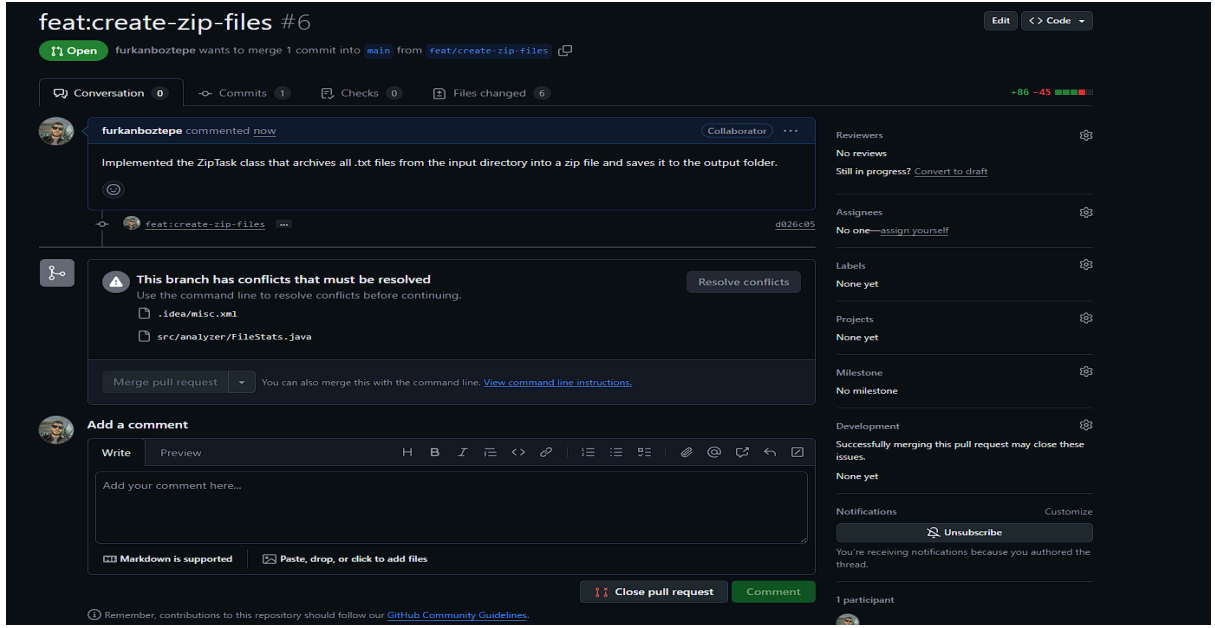 feat:create-zip-files #6
Edit
<> Code
Open
furkanboztepe wants to merge 1 commit into main from feat/create-zip-files
Conversation 0
Commits 1
Checks 0
Files changed 6
+86 −45
furkanboztepe commented now
Collaborator
Implemented the ZipTask class that archives all .txt files from the input directory into a zip file and saves it to the output folder.
feat:create-zip-files
d026c05
This branch has conflicts that must be resolved
Use the command line to resolve conflicts before continuing.
.idea/misc.xml
src/analyzer/FileStats.java
Resolve conflicts
Merge pull request
You can also merge this with the command line. View command line instructions.
Add a comment
Write
Preview
Add your comment here...
Markdown is supported
Paste, drop, or click to add files
Close pull request
Comment
Remember, contributions to this repository should follow our GitHub Community Guidelines.
Reviewers
No reviews
Still in progress? Convert to draft
Assignees
No one—assign yourself
Labels
None yet
Projects
None yet
Milestone
No milestone
Development
Successfully merging this pull request may close these
issues.
None yet
Notifications
Customize
Unsubscribe
You're receiving notifications because you authored the
thread.
1 participant